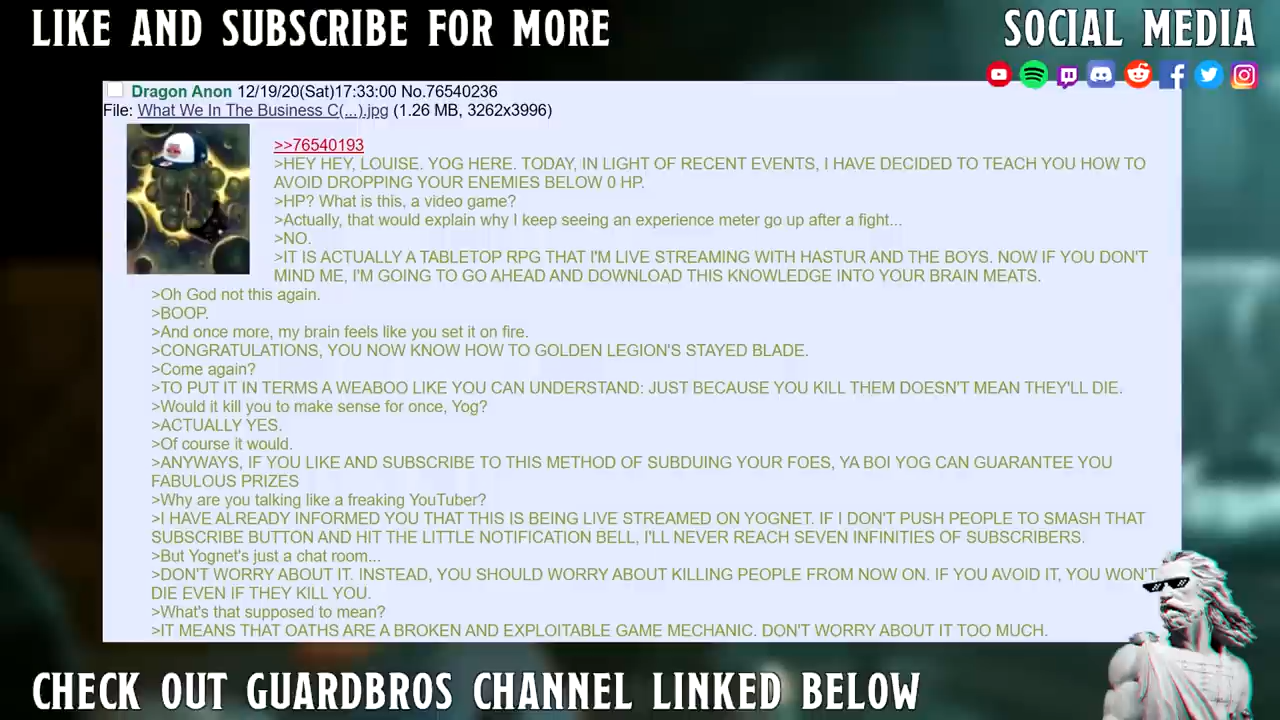 LIKE AND SUBSCRIBE FOR MORE
SOCIAL MEDIA
Dragon Anon 12/19/20(Sat)17:33:00 No.76540236
File: What We In The Business C(...).jpg (1.26 MB, 3262x3996)
>>76540193
>HEY HEY, LOUISE. YOG HERE. TODAY, IN LIGHT OF RECENT EVENTS, I HAVE DECIDED TO TEACH YOU HOW TO
AVOID DROPPING YOUR ENEMIES BELOW 0 HP.
>HP? What is this, a video game?
>Actually, that would explain why I keep seeing an experience meter go up after a fight...
>NO.
>IT IS ACTUALLY A TABLETOP RPG THAT I'M LIVE STREAMING WITH HASTUR AND THE BOYS. NOW IF YOU DON'T
MIND ME, I'M GOING TO GO AHEAD AND DOWNLOAD THIS KNOWLEDGE INTO YOUR BRAIN MEATS.
>Oh God not this again.
>BOOP.
>And once more, my brain feels like you set it on fire.
>CONGRATULATIONS, YOU NOW KNOW HOW TO GOLDEN LEGION'S STAYED BLADE.
>Come again?
>TO PUT IT IN TERMS A WEABOO LIKE YOU CAN UNDERSTAND: JUST BECAUSE YOU KILL THEM DOESN'T MEAN THEY'LL DIE.
>Would it kill you to make sense for once, Yog?
>ACTUALLY YES.
>Of course it would.
>ANYWAYS, IF YOU LIKE AND SUBSCRIBE TO THIS METHOD OF SUBDUING YOUR FOES, YA BOI YOG CAN GUARANTEE YOU
FABULOUS PRIZES
>Why are you talking like a freaking YouTuber?
>I HAVE ALREADY INFORMED YOU THAT THIS IS BEING LIVE STREAMED ON YOGNET. IF I DON'T PUSH PEOPLE TO SMASH THAT
SUBSCRIBE BUTTON AND HIT THE LITTLE NOTIFICATION BELL, I'LL NEVER REACH SEVEN INFINITIES OF SUBSCRIBERS.
>But Yognet's just a chat room...
>DON'T WORRY ABOUT IT. INSTEAD, YOU SHOULD WORRY ABOUT KILLING PEOPLE FROM NOW ON. IF YOU AVOID IT, YOU WON'T
DIE EVEN IF THEY KILL YOU.
>What's that supposed to mean?
>IT MEANS THAT OATHS ARE A BROKEN AND EXPLOITABLE GAME MECHANIC. DON'T WORRY ABOUT IT TOO MUCH.
CHECK OUT GUARDBROS CHANNEL LINKED BELOW